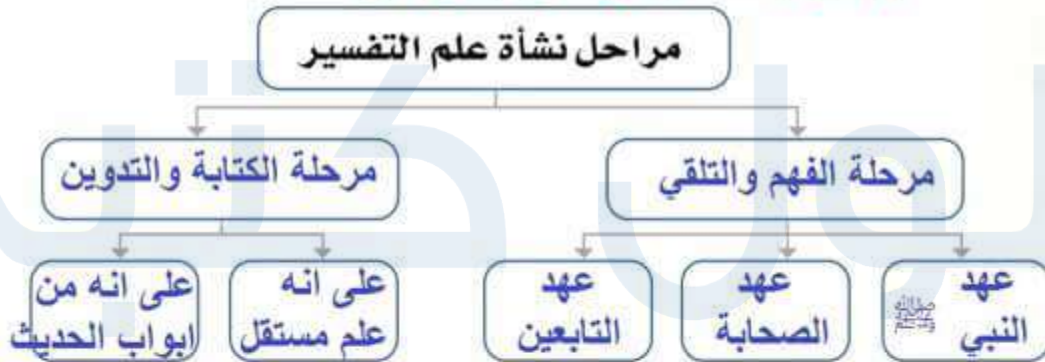 مراحل نشأة علم التفسير
مرحلة الفهم والتلقي
مرحلة الكتابة والتدوين
عهد
النبي ﷺ
عهد
الصحابة
عهد
التابعين
على انه
علم مستقل
على انه من
ابواب الحديث